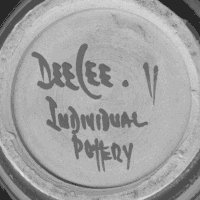 DEECEE. \\
INDIVIDUAL
POTTERY